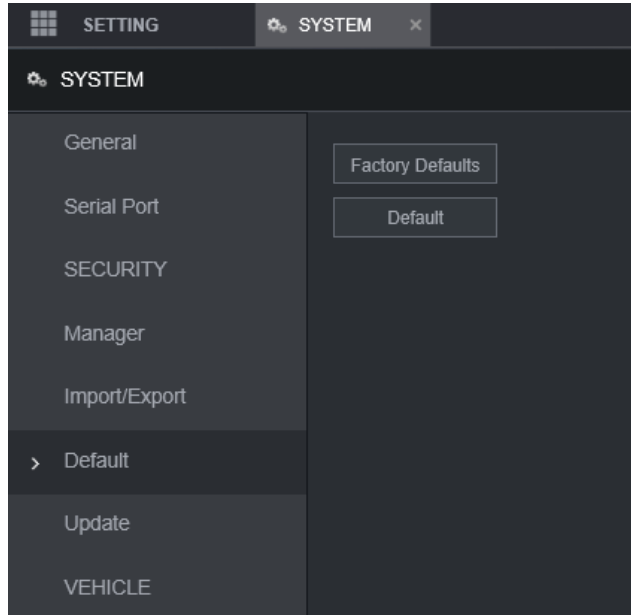 SETTING
SYSTEM
SYSTEM
General
Serial Port
SECURITY
Manager
Import/Export
Default
Update
VEHICLE
Factory Defaults
Default